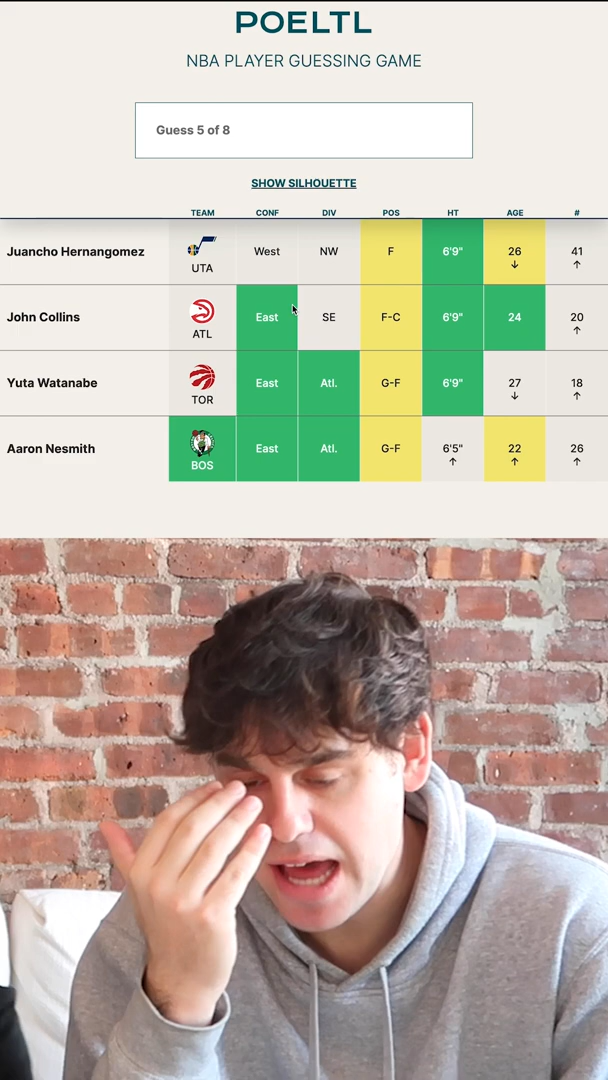 POELTL
NBA PLAYER GUESSING GAME
Guess 5 of 8
SHOW SILHOUETTE
TEAM CONF DIV POS HT AGE #
Juancho Hernangomez UTA West NW F 6'9" 26 ↓ 41 ↑
John Collins ATL East SE F-C 6'9" 24 20 ↑
Yuta Watanabe TOR East Atl. G-F 6'9" 27 ↓ 18 ↑
Aaron Nesmith BOS East Atl. G-F 6'5" ↑ 22 ↑ 26 ↑